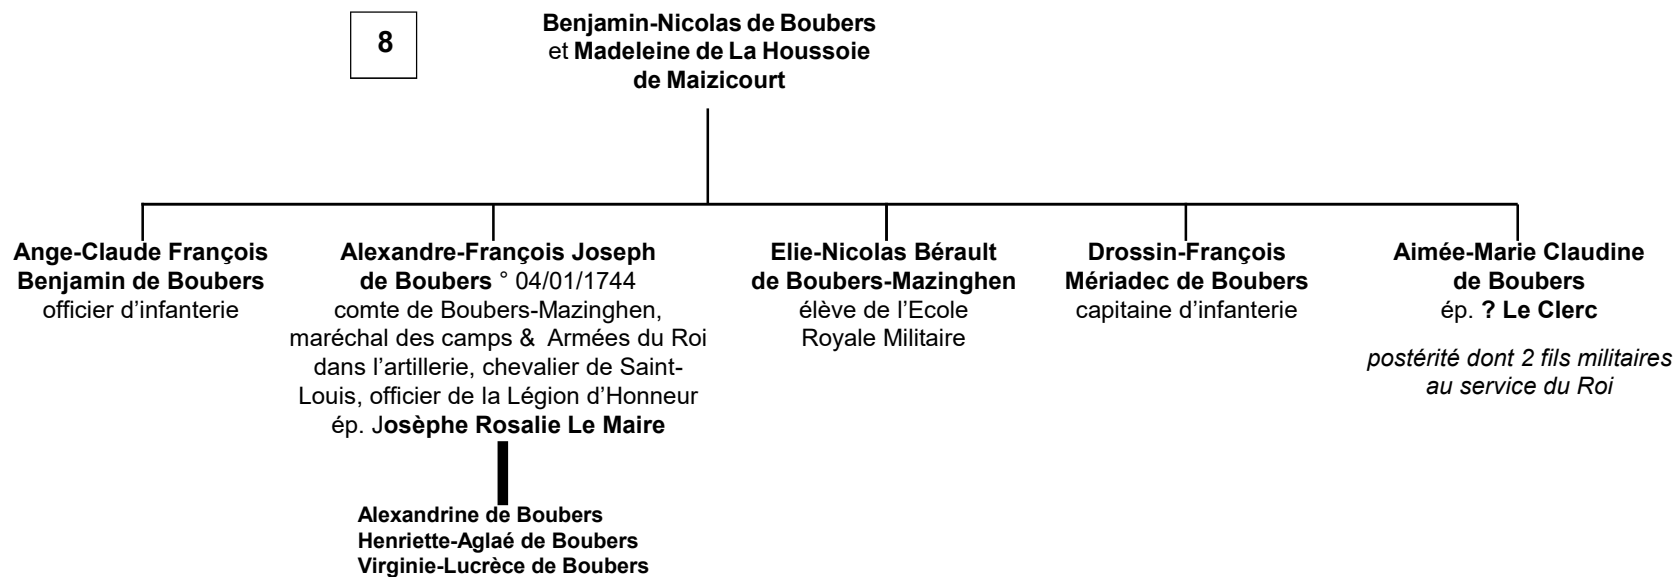 8
Benjamin-Nicolas de Boubers
et Madeleine de La Houssoie
de Maizicourt
Ange-Claude François
Benjamin de Boubers
officier d’infanterie
Alexandre-François Joseph
de Boubers ° 04/01/1744
comte de Boubers-Mazinghen,
maréchal des camps & Armées du Roi
dans l’artillerie, chevalier de Saint-
Louis, officier de la Légion d’Honneur
ép. Josèphe Rosalie Le Maire
Alexandrine de Boubers
Henriette-Aglaé de Boubers
Virginie-Lucrèce de Boubers
Elie-Nicolas Bérault
de Boubers-Mazinghen
élève de l’Ecole
Royale Militaire
Drossin-François
Mériadec de Boubers
capitaine d’infanterie
Aimée-Marie Claudine
de Boubers
ép. ? Le Clerc
postérité dont 2 fils militaires
au service du Roi